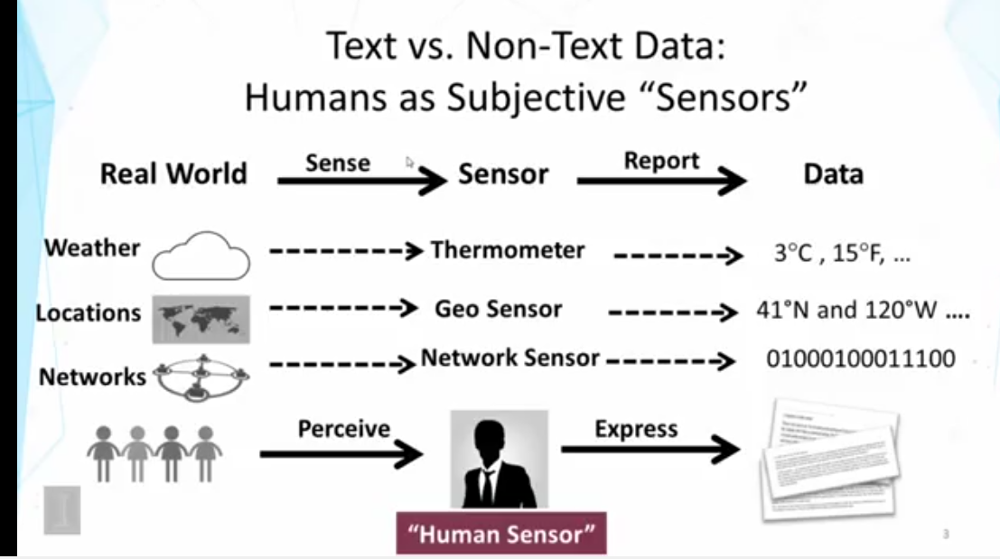 Text vs. Non-Text Data:
Humans as Subjective “Sensors”
Real World Sense Sensor Report Data
Weather Thermometer 3°C , 15°F, ...
Locations Geo Sensor 41°N and 120°W ....
Networks Network Sensor 01000100011100
Perceive Express
“Human Sensor”
3